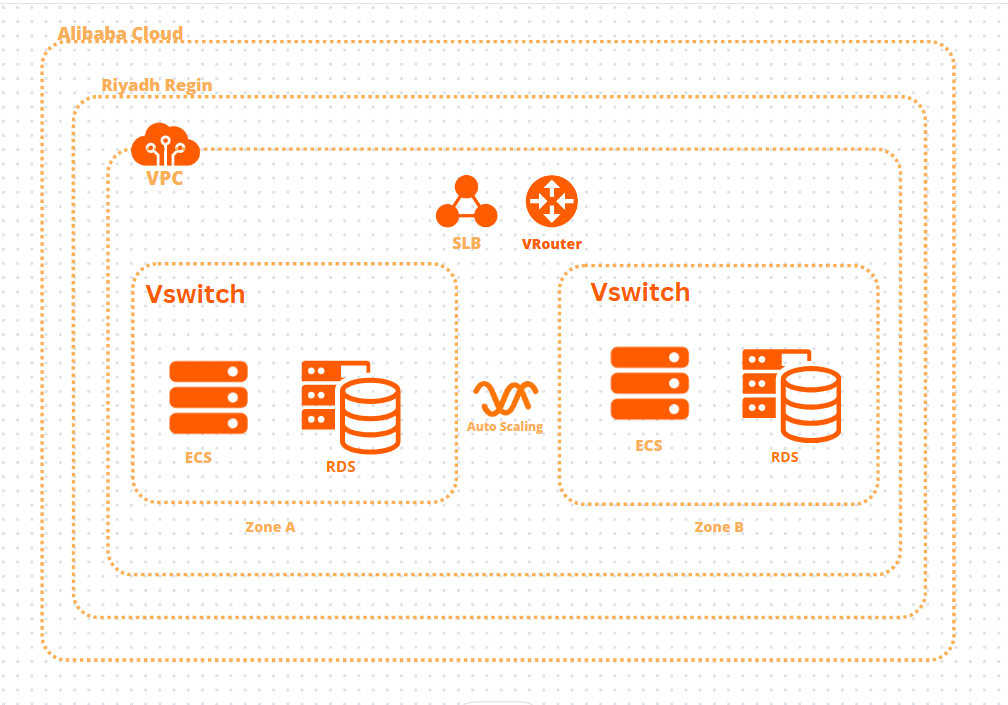 Alibaba Cloud
Riyadh Regin
VPC
SLB
VRouter
Vswitch
Vswitch
ECS
RDS
Auto Scaling
ECS
RDS
Zone A
Zone B